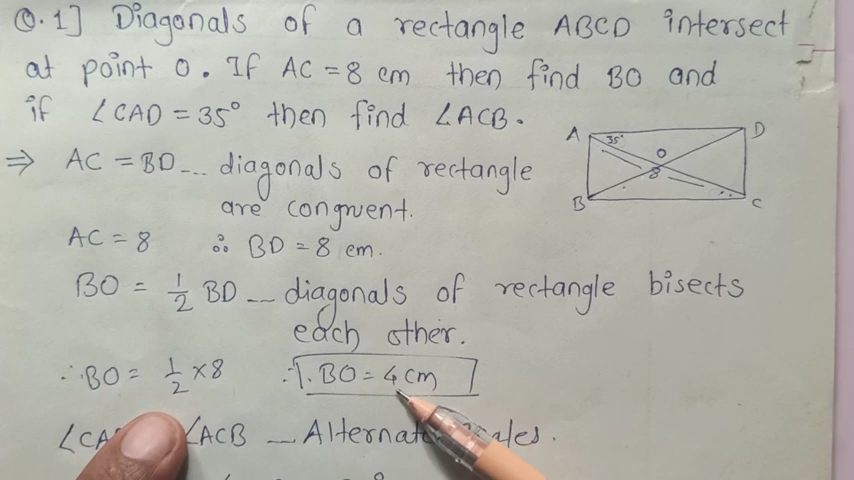 Q.1] Diagonals of a rectangle ABCD intersect
at point O. If AC = 8 cm then find BO and
if ∠CAD = 35° then find ∠ACB.
A 35° D
O
8
B C
⇒ AC = BD --- diagonals of rectangle
are congruent.
AC = 8 ∴ BD = 8 cm.
BO = 1/2 BD -- diagonals of rectangle bisects
each other.
∴ BO = 1/2 × 8 ∴ BO = 4 cm
∠ACB -- Alternate